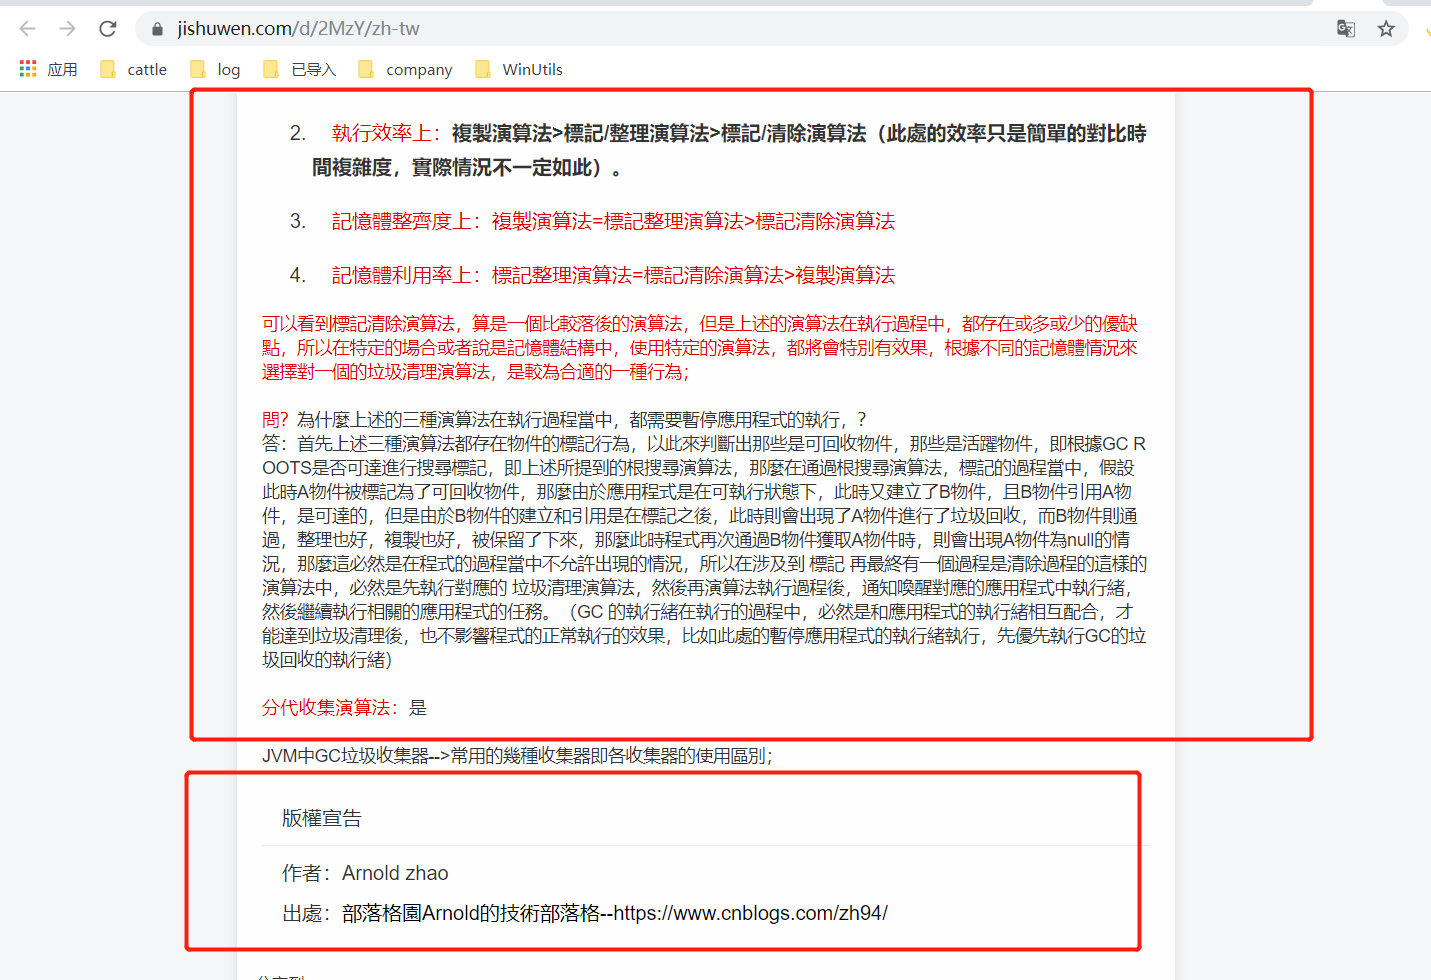 jishuwen.com/d/2MzY/zh-tw
应用 cattle log 已导入 company WinUtils
2. 執行效率上：複製演算法>標記/整理演算法>標記/清除演算法（此處的效率只是簡單的對比時
間複雜度，實際情況不一定如此）。
3. 記憶體整齊度上：複製演算法=標記整理演算法>標記清除演算法
4. 記憶體利用率上：標記整理演算法=標記清除演算法>複製演算法
可以看到標記清除演算法，算是一個比較落後的演算法，但是上述的演算法在執行過程中，都存在或多或少的優缺
點，所以在特定的場合或者說是記憶體結構中，使用特定的演算法，都將會特別有效果，根據不同的記憶體情況來
選擇對一個的垃圾清理演算法，是較為合適的一種行為；
問？為什麼上述的三種演算法在執行過程當中，都需要暫停應用程式的執行，？
答：首先上述三種演算法都存在物件的標記行為，以此來判斷出那些是可回收物件，那些是活躍物件，即根據GC R
OOTS是否可達進行搜尋標記，即上述所提到的根搜尋演算法，那麼在通過根搜尋演算法，標記的過程當中，假設
此時A物件被標記為了可回收物件，那麼由於應用程式是在可執行狀態下，此時又建立了B物件，且B物件引用A物
件，是可達的，但是由於B物件的建立和引用是在標記之後，此時則會出現了A物件進行了垃圾回收，而B物件則通
過，整理也好，複製也好，被保留了下來，那麼此時程式再次通過B物件獲取A物件時，則會出現A物件為null的情
況，那麼這必然是在程式的過程當中不允許出現的情況，所以在涉及到 標記 再最終有一個過程是清除過程的這樣的
演算法中，必然是先執行對應的 垃圾清理演算法，然後再演算法執行過程後，通知喚醒對應的應用程式中執行緒，
然後繼續執行相關的應用程式的任務。（GC 的執行緒在執行的過程中，必然是和應用程式的執行緒相互配合，才
能達到垃圾清理後，也不影響程式的正常執行的效果，比如此處的暫停應用程式的執行緒執行，先優先執行GC的垃
圾回收的執行緒）
分代收集演算法：是
JVM中GC垃圾收集器-->常用的幾種收集器即各收集器的使用區別；
版權宣告
作者：Arnold zhao
出處：部落格園Arnold的技術部落格--https://www.cnblogs.com/zh94/